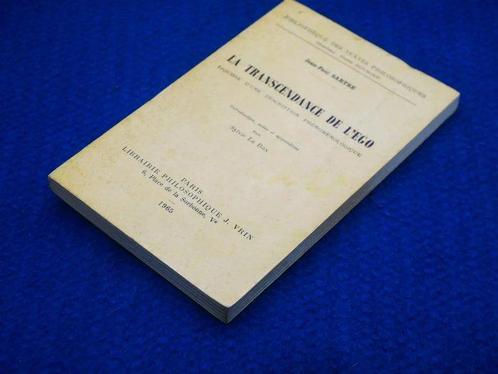 BIBLIOTHÈQUE DES TEXTES PHILOSOPHIQUES
Jean-Paul SARTRE
LA TRANSCENDANCE DE L'EGO
ESQUISSE D'UNE DESCRIPTION PHÉNOMÉNOLOGIQUE
Introduction, notes et appendices
par
Sylvie Le Bon
PARIS
LIBRAIRIE PHILOSOPHIQUE J. VRIN
6, Place de la Sorbonne, Vᵉ
1965